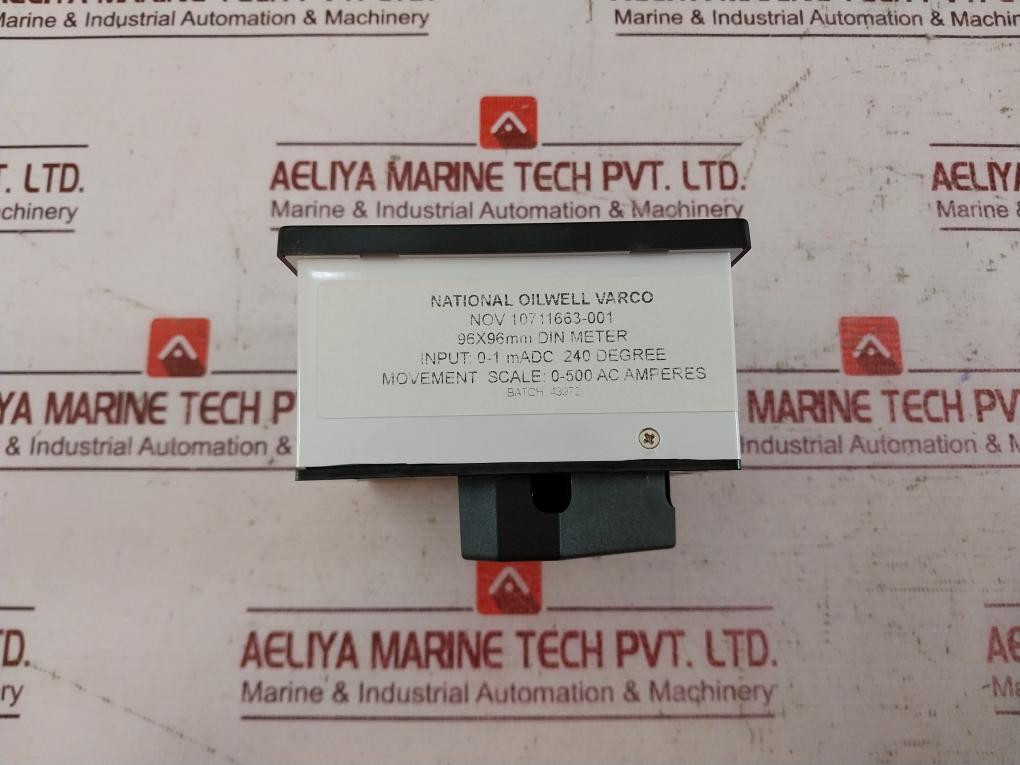 Marine & Industrial Automation & Machinery
Marine & Industrial Automation & Machin
T. LTD.
chinery
AELIYA MARINE TECH PVT. LTD.
Marine & Industrial Automation & Machinery
AELIYA
Marine &
NATIONAL OILWELL VARCO
NOV 10711663-001
96X96mm DIN METER
INPUT: 0-1 mADC 240 DEGREE
MOVEMENT SCALE: 0-500 AC AMPERES
BATCH: 43972
YA MARINE TECH P
& Industrial Automation &
MARINE TECH PV
Industrial Automation & M
D.
ry
AELIYA MARINE TECH PVT. LTD.
Marine & Industrial Automation & Machinery
AE
Ma